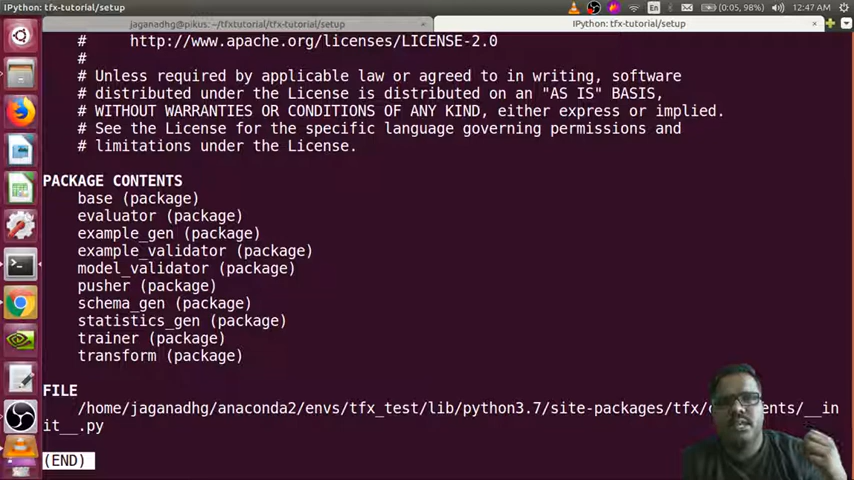 IPython: tfx-tutorial/setup
En
(0:05, 98%)
12:47 AM
jaganadhg@pikus: ~/tfxtutorial/tfx-tutorial/setup
IPython: tfx-tutorial/setup
# http://www.apache.org/licenses/LICENSE-2.0
#
# Unless required by applicable law or agreed to in writing, software
# distributed under the License is distributed on an "AS IS" BASIS,
# WITHOUT WARRANTIES OR CONDITIONS OF ANY KIND, either express or implied.
# See the License for the specific language governing permissions and
# limitations under the License.
PACKAGE CONTENTS
base (package)
evaluator (package)
example_gen (package)
example_validator (package)
model_validator (package)
pusher (package)
schema_gen (package)
statistics_gen (package)
trainer (package)
transform (package)
FILE
/home/jaganadhg/anaconda2/envs/tfx_test/lib/python3.7/site-packages/tfx/ ents/__in
it__.py
(END)